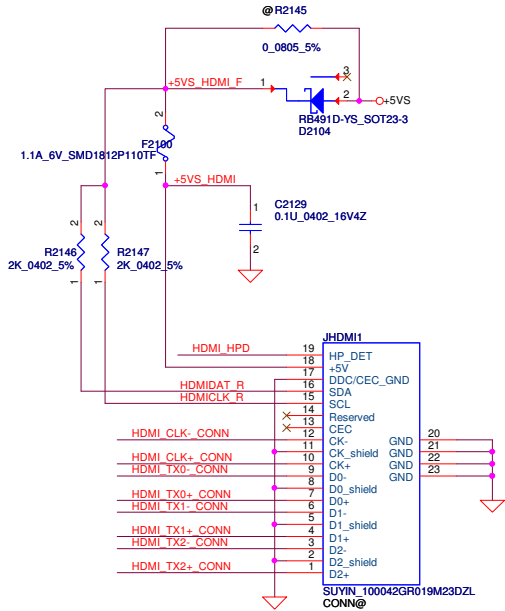 @R2145
0_0805_5%
3
+5VS_HDMI_F
1
2
+5VS
RB491D-YS_SOT23-3
D2104
2
F2100
1.1A_6V_SMD1812P110TF
1
+5VS_HDMI
1
C2129
0.1U_0402_16V4Z
2
2
2
R2146
R2147
2K_0402_5%
2K_0402_5%
1
1
JHDMI1
HDMI_HPD
19
HP_DET
18
+5V
17
DDC/CEC_GND
HDMIDAT_R
16
SDA
HDMICLK_R
15
SCL
14
Reserved
13
CEC
HDMI_CLK-_CONN
12
CK-
20
GND
11
CK_shield
21
GND
HDMI_CLK+_CONN
10
CK+
22
GND
HDMI_TX0-_CONN
9
D0-
23
GND
8
D0_shield
HDMI_TX0+_CONN
7
D0+
HDMI_TX1-_CONN
6
D1-
5
D1_shield
HDMI_TX1+_CONN
4
D1+
HDMI_TX2-_CONN
3
D2-
2
D2_shield
HDMI_TX2+_CONN
1
D2+
SUYIN_100042GR019M23DZL
CONN@